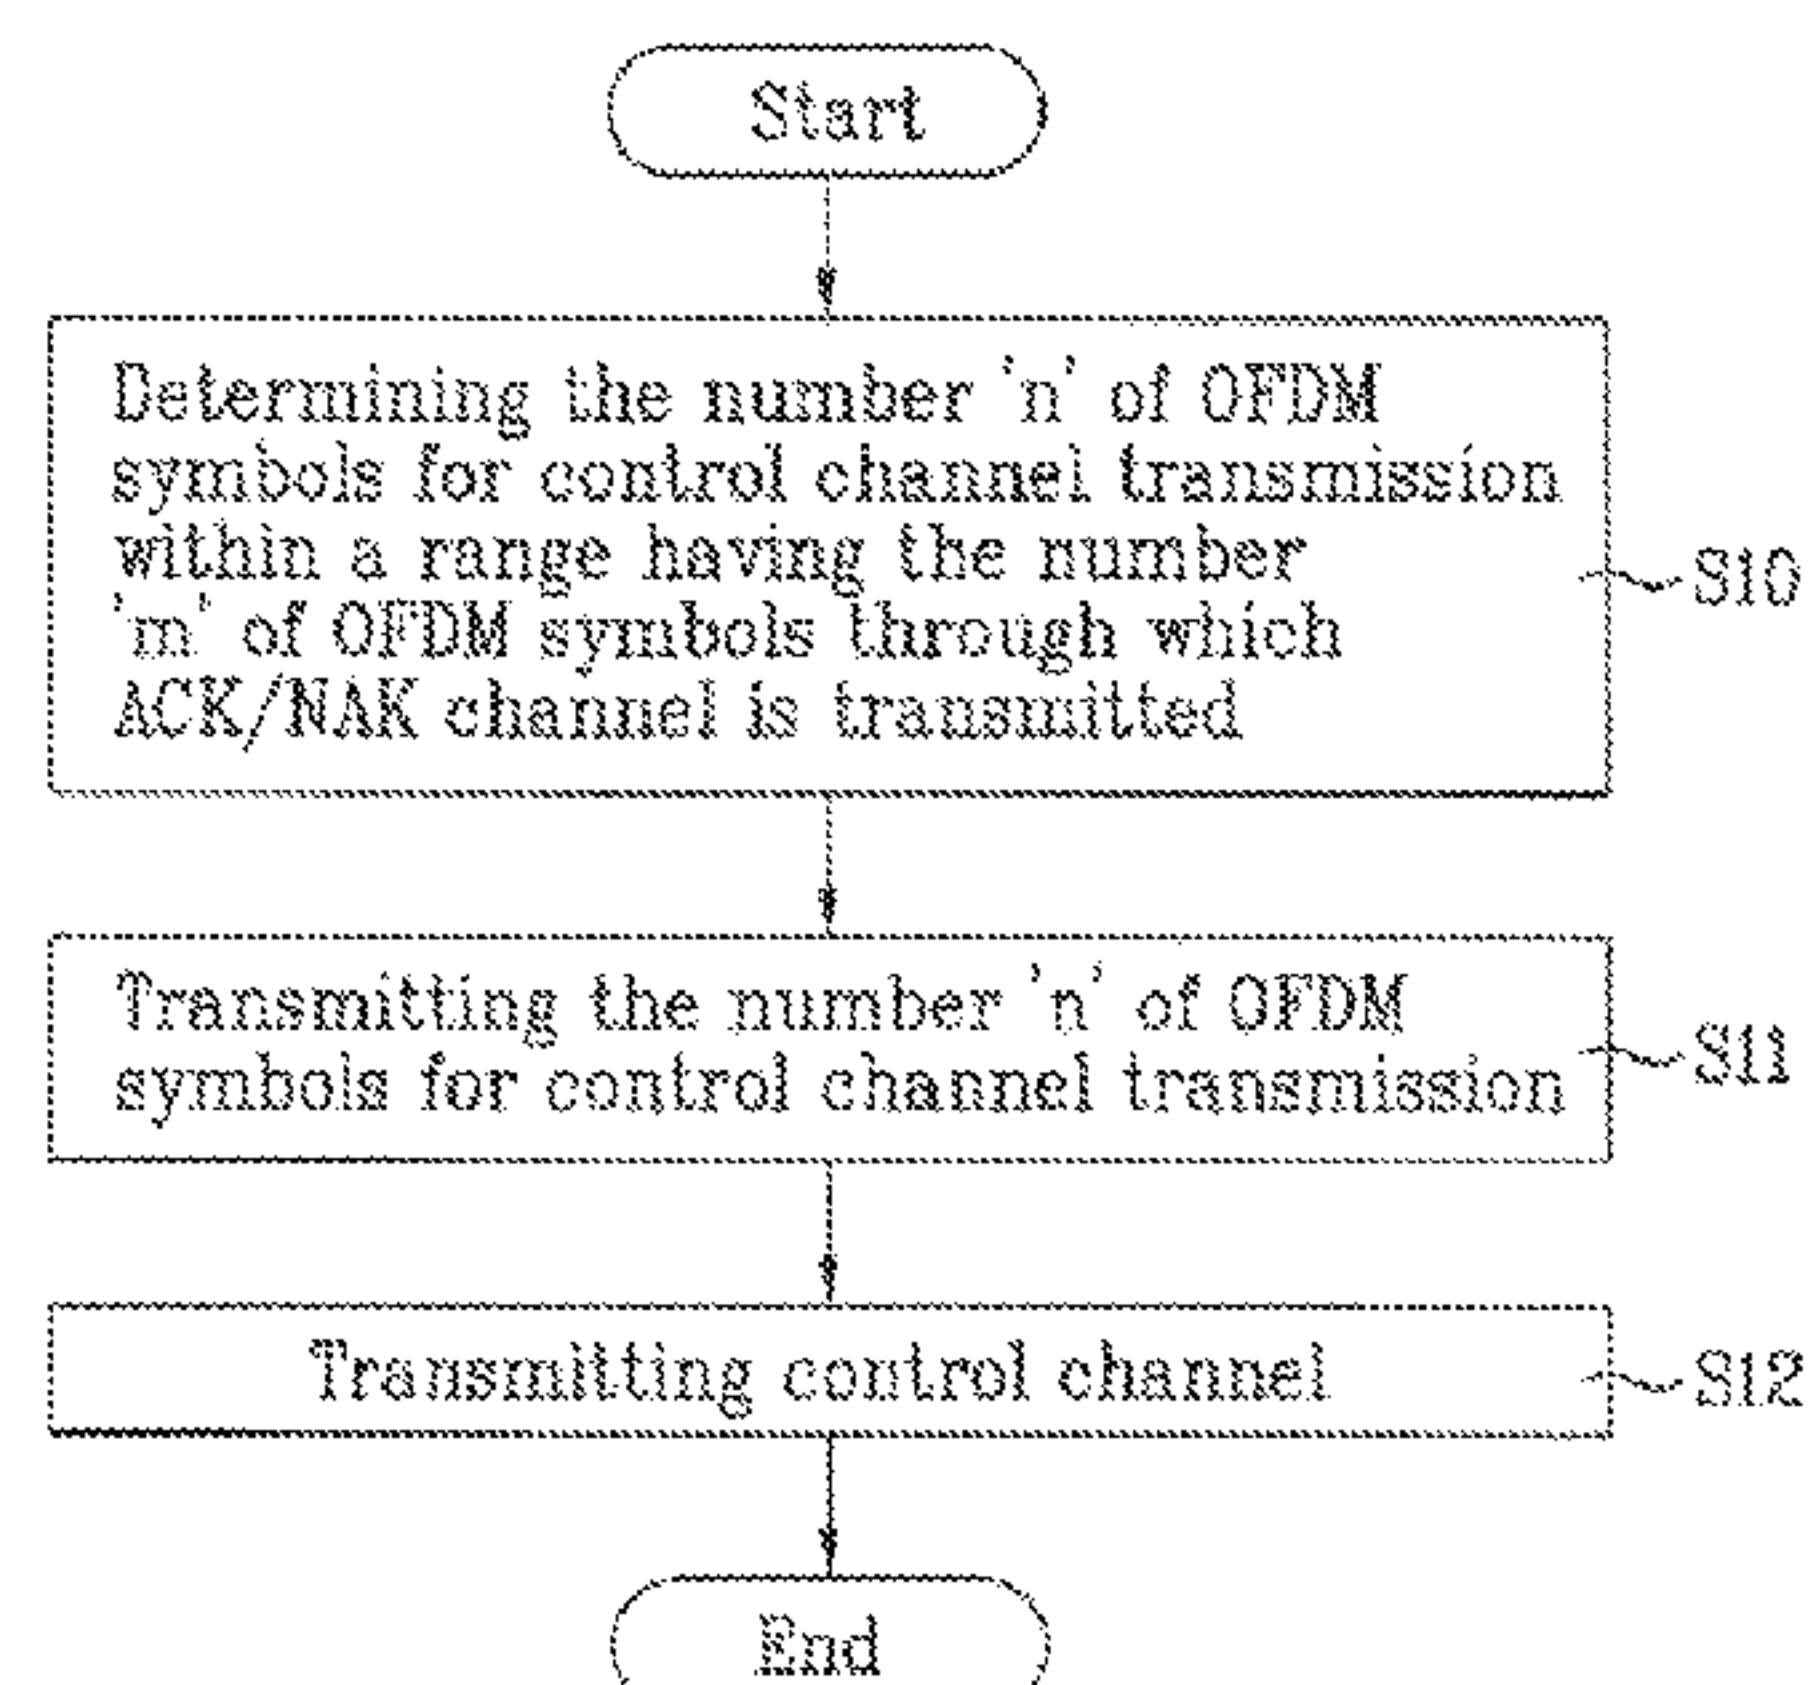 Start
Determining the number 'n' of OFDM
symbols for control channel transmission
within a range having the number
'm' of OFDM symbols through which
ACK/NAK channel is transmitted
S10
Transmitting the number 'n' of OFDM
symbols for control channel transmission
S11
Transmitting control channel
S12
End